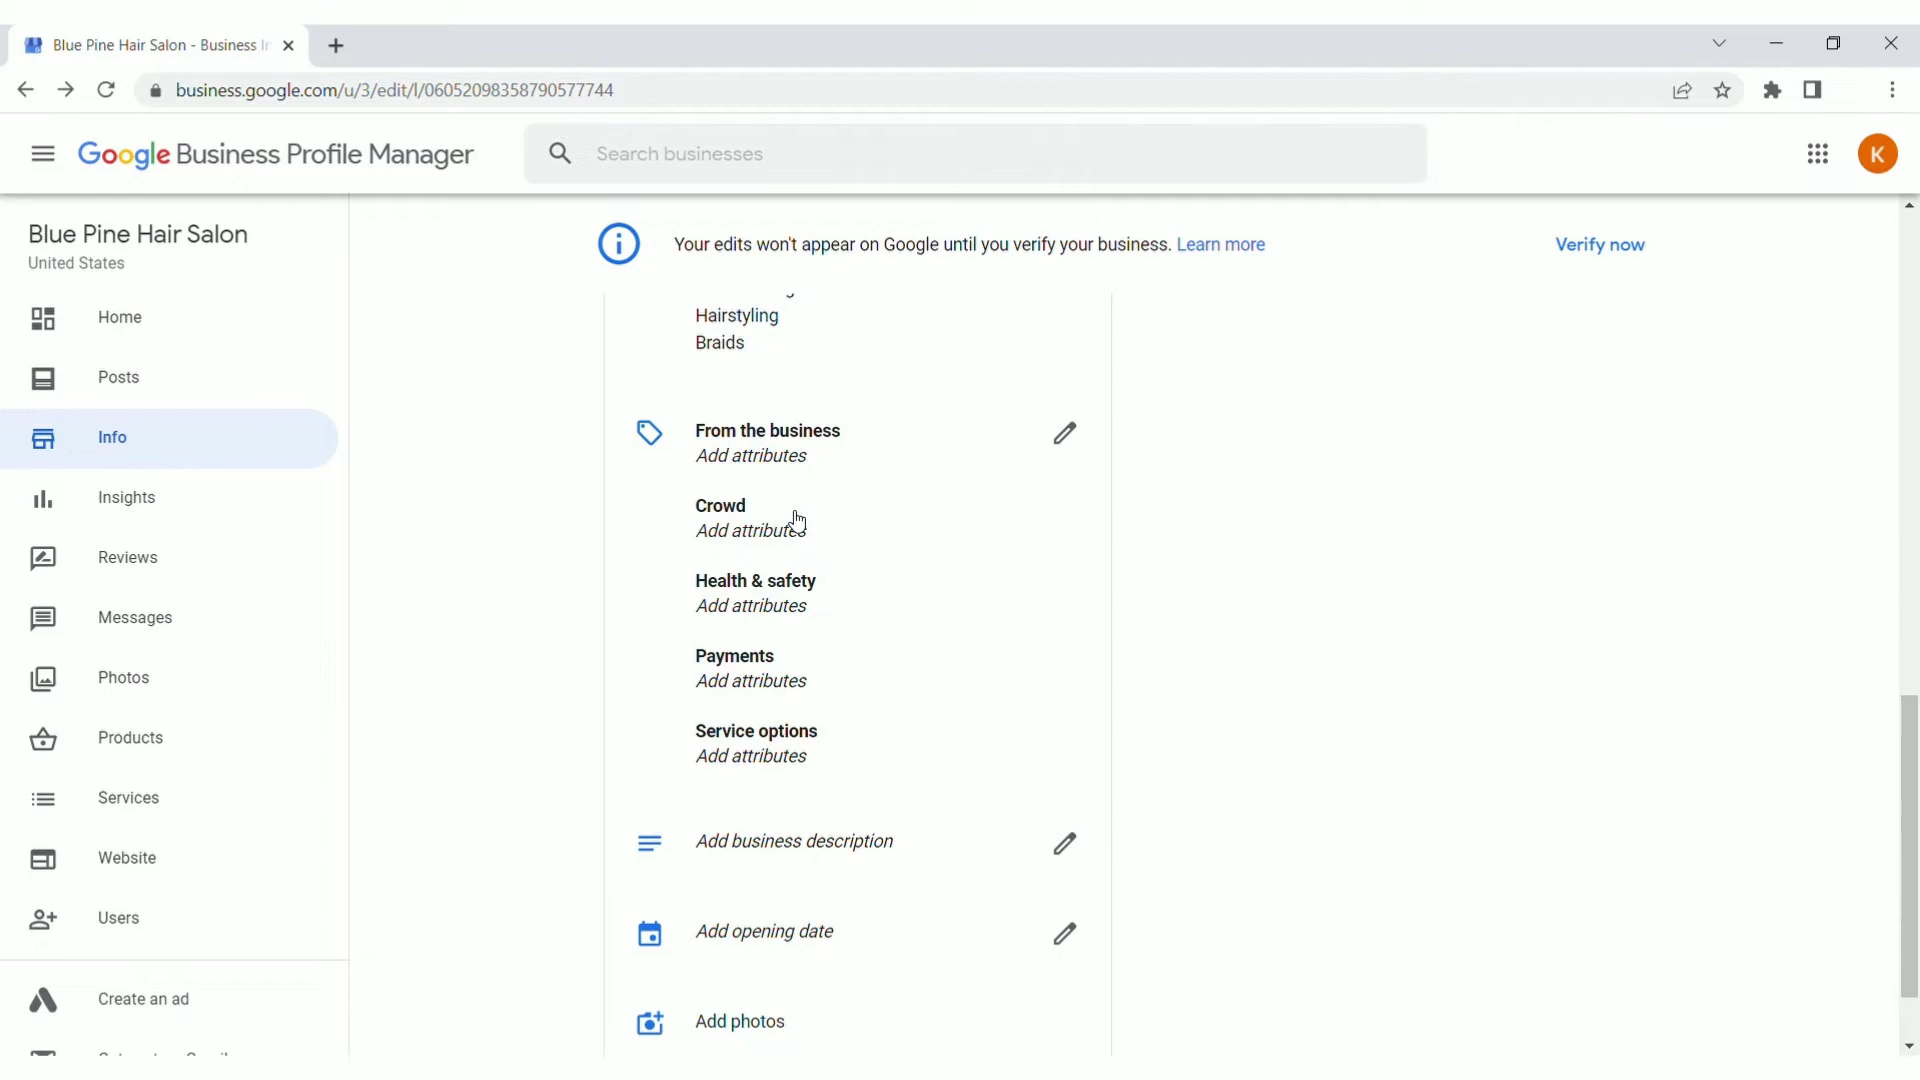 Blue Pine Hair Salon - Business I
business.google.com/u/3/edit/l/06052098358790577744
Google Business Profile Manager
Search businesses
K
Blue Pine Hair Salon
United States
Your edits won't appear on Google until you verify your business. Learn more
Verify now
Home
Posts
Info
Insights
Reviews
Messages
Photos
Products
Services
Website
Users
Create an ad
Hairstyling
Braids
From the business
Add attributes
Crowd
Add attributes
Health & safety
Add attributes
Payments
Add attributes
Service options
Add attributes
Add business description
Add opening date
Add photos